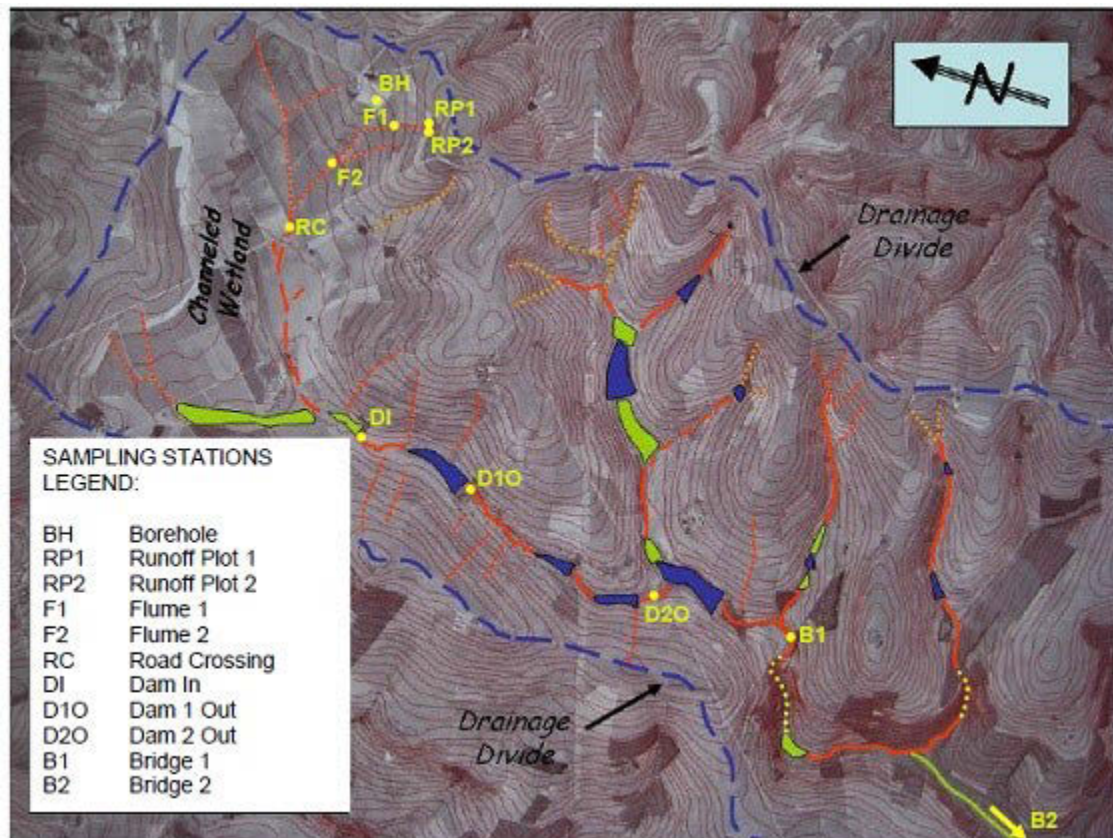 N
BH
F1
RP1
RP2
F2
RC
Channeled
Wetland
Drainage
Divide
DI
D1O
D2O
B1
Drainage
Divide
B2
SAMPLING STATIONS
LEGEND:
BH Borehole
RP1 Runoff Plot 1
RP2 Runoff Plot 2
F1 Flume 1
F2 Flume 2
RC Road Crossing
DI Dam In
D1O Dam 1 Out
D2O Dam 2 Out
B1 Bridge 1
B2 Bridge 2